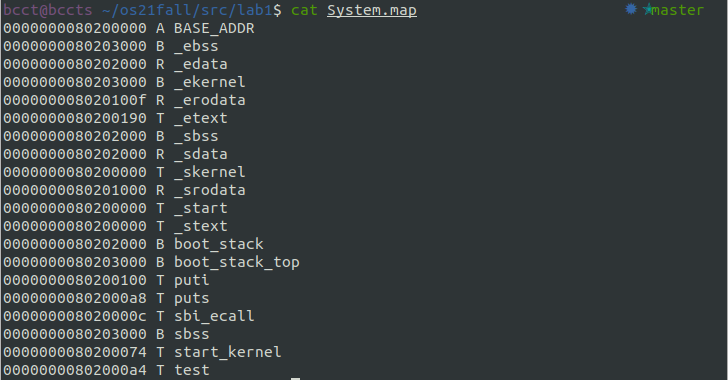 bcct@bccts ~/os21fall/src/lab1$ cat System.map master
0000000080200000 A BASE_ADDR
0000000080203000 B _ebss
0000000080202000 R _edata
0000000080203000 B _ekernel
000000008020100f R _erodata
0000000080200190 T _etext
0000000080202000 B _sbss
0000000080202000 R _sdata
0000000080200000 T _skernel
0000000080201000 R _srodata
0000000080200000 T _start
0000000080200000 T _stext
0000000080202000 B boot_stack
0000000080203000 B boot_stack_top
0000000080200100 T puti
00000000802000a8 T puts
000000008020000c T sbi_ecall
0000000080203000 B sbss
0000000080200074 T start_kernel
00000000802000a4 T test